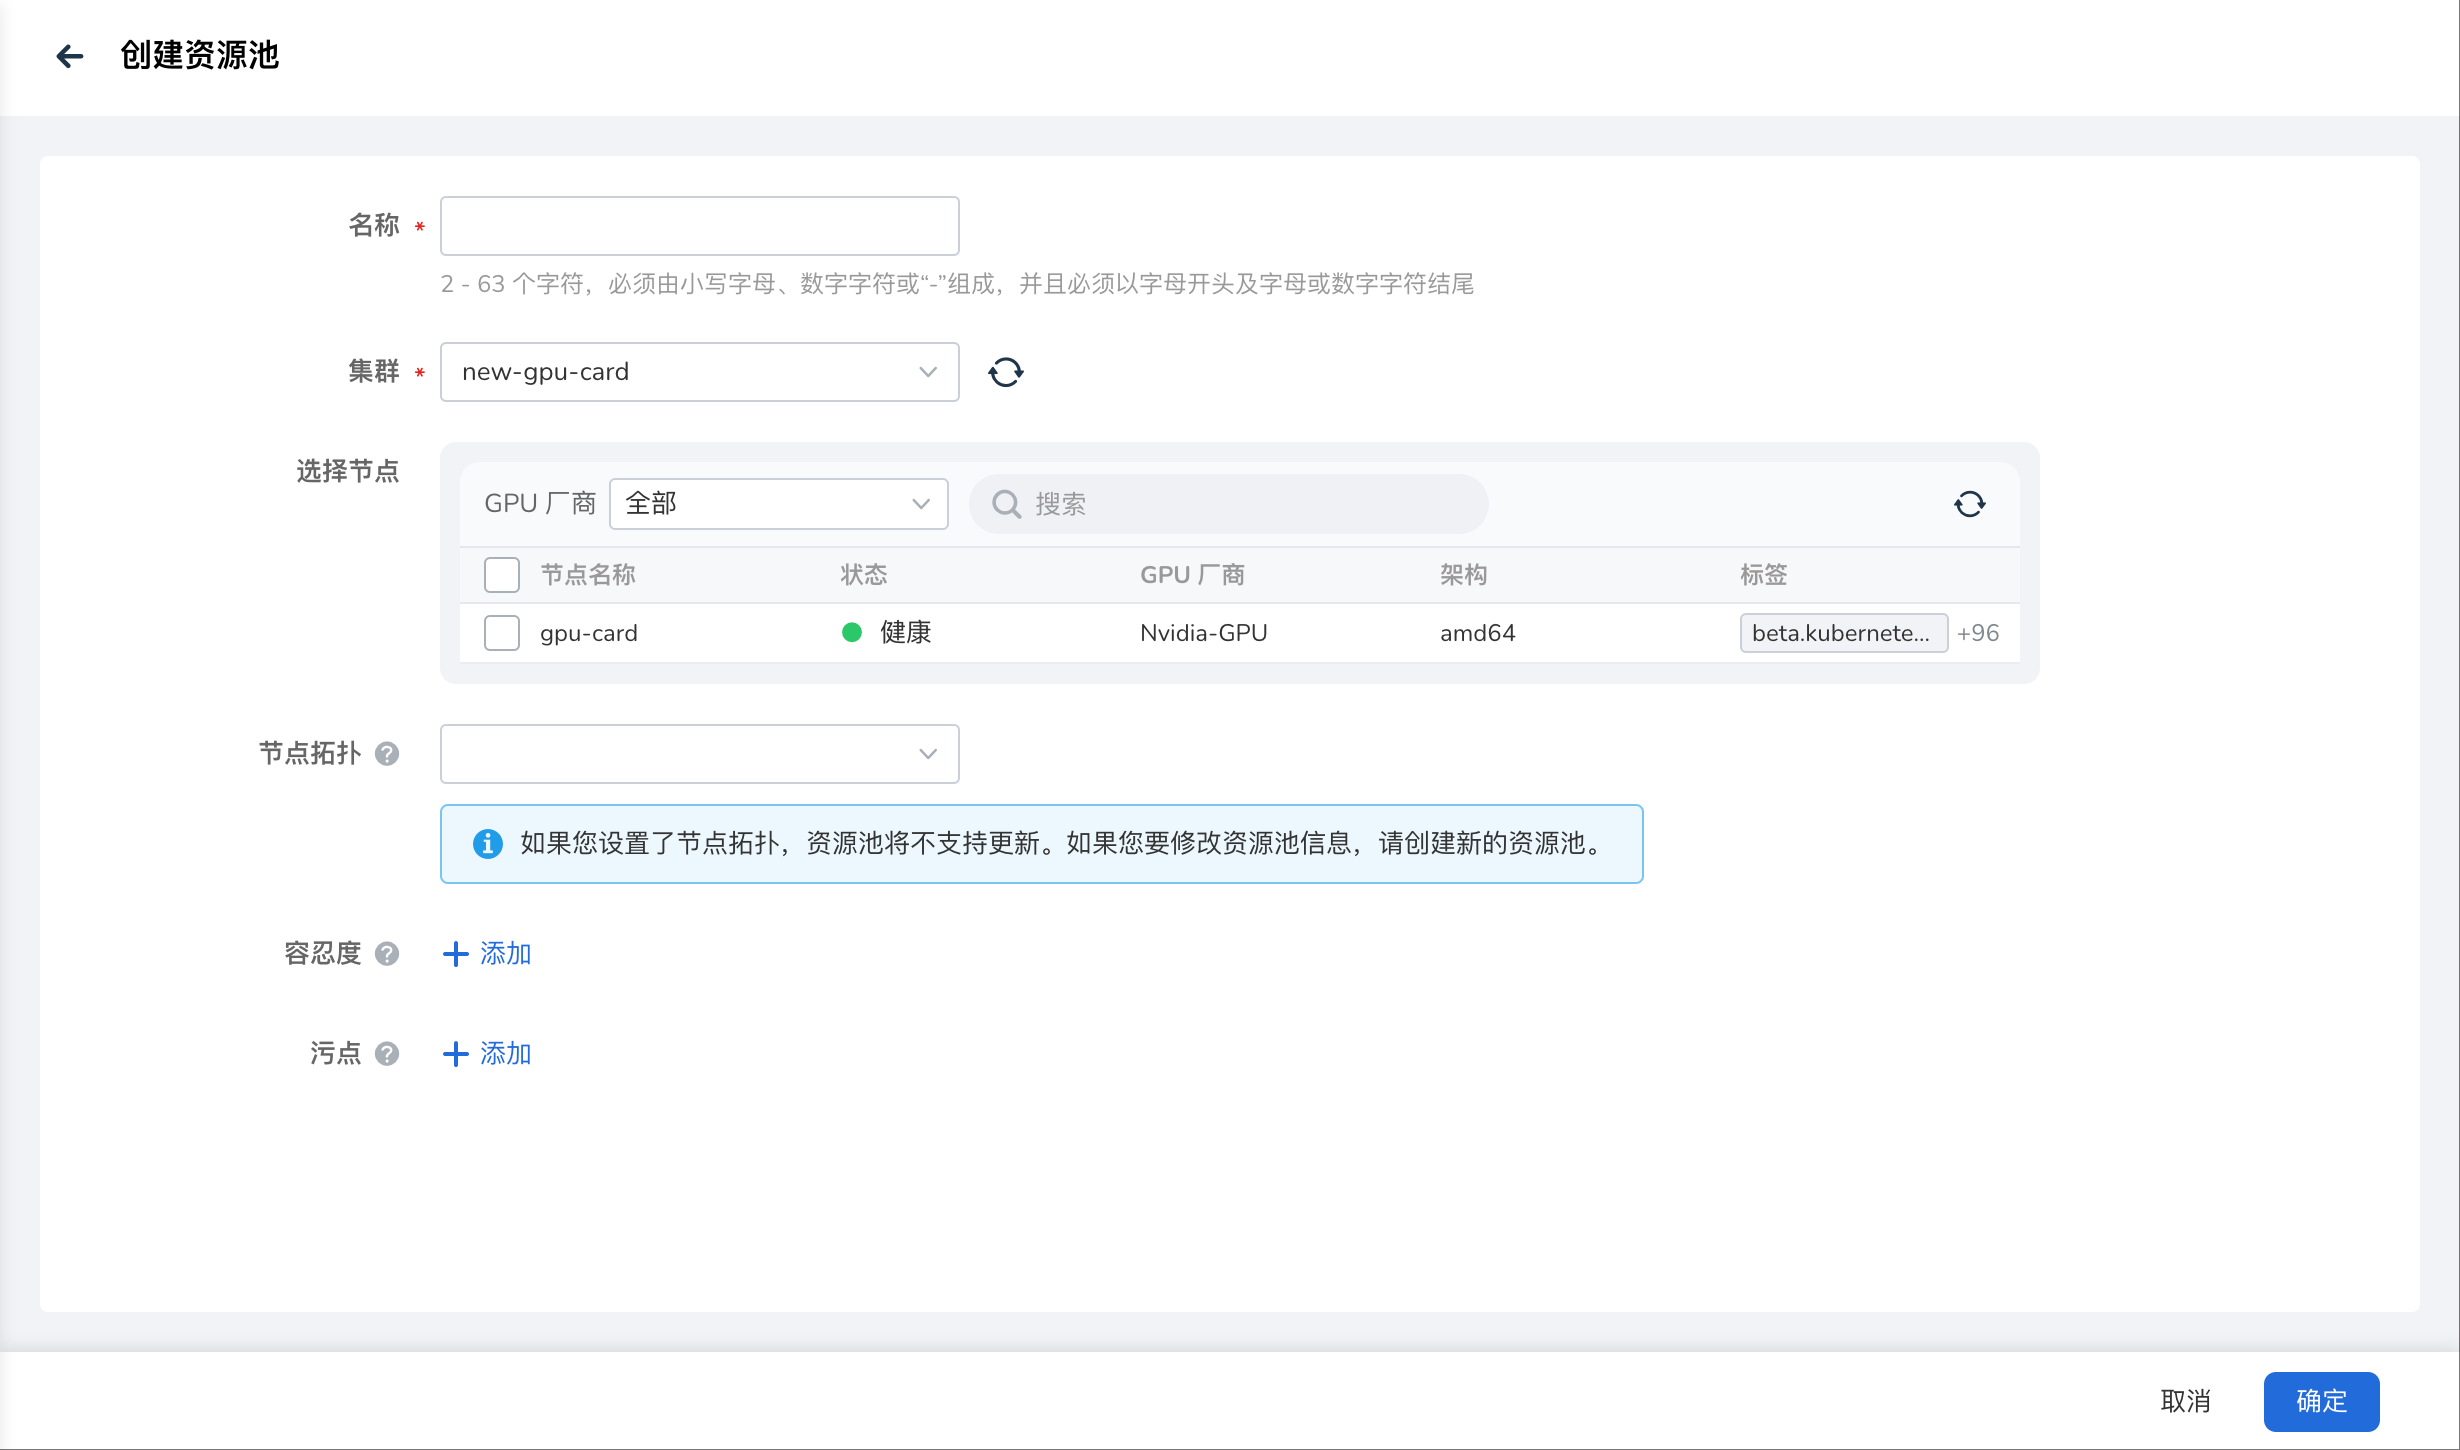 创建资源池
名称 *
2 - 63 个字符，必须由小写字母、数字字符或“-”组成，并且必须以字母开头及字母或数字字符结尾
集群 * new-gpu-card
选择节点
GPU 厂商 全部 搜索
节点名称 状态 GPU 厂商 架构 标签
gpu-card 健康 Nvidia-GPU amd64 beta.kubernete... +96
节点拓扑
如果您设置了节点拓扑，资源池将不支持更新。如果您要修改资源池信息，请创建新的资源池。
容忍度 添加
污点 添加
取消 确定